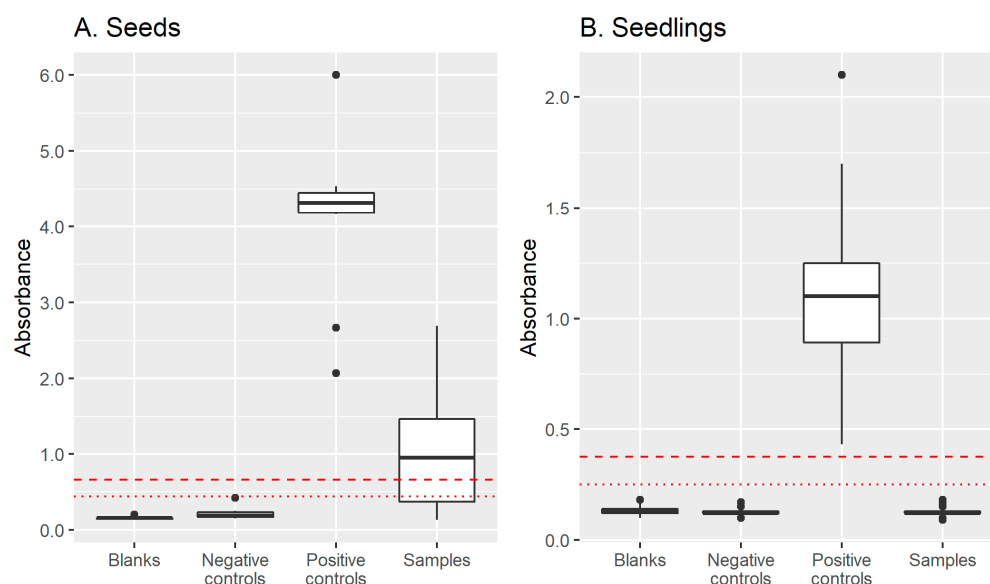 A. Seeds
Absorbance
6.0
5.0
4.0
3.0
2.0
1.0
0.0
Blanks
Negative
controls
Positive
controls
Samples
B. Seedlings
Absorbance
2.0
1.5
1.0
0.5
0.0
Blanks
Negative
controls
Positive
controls
Samples